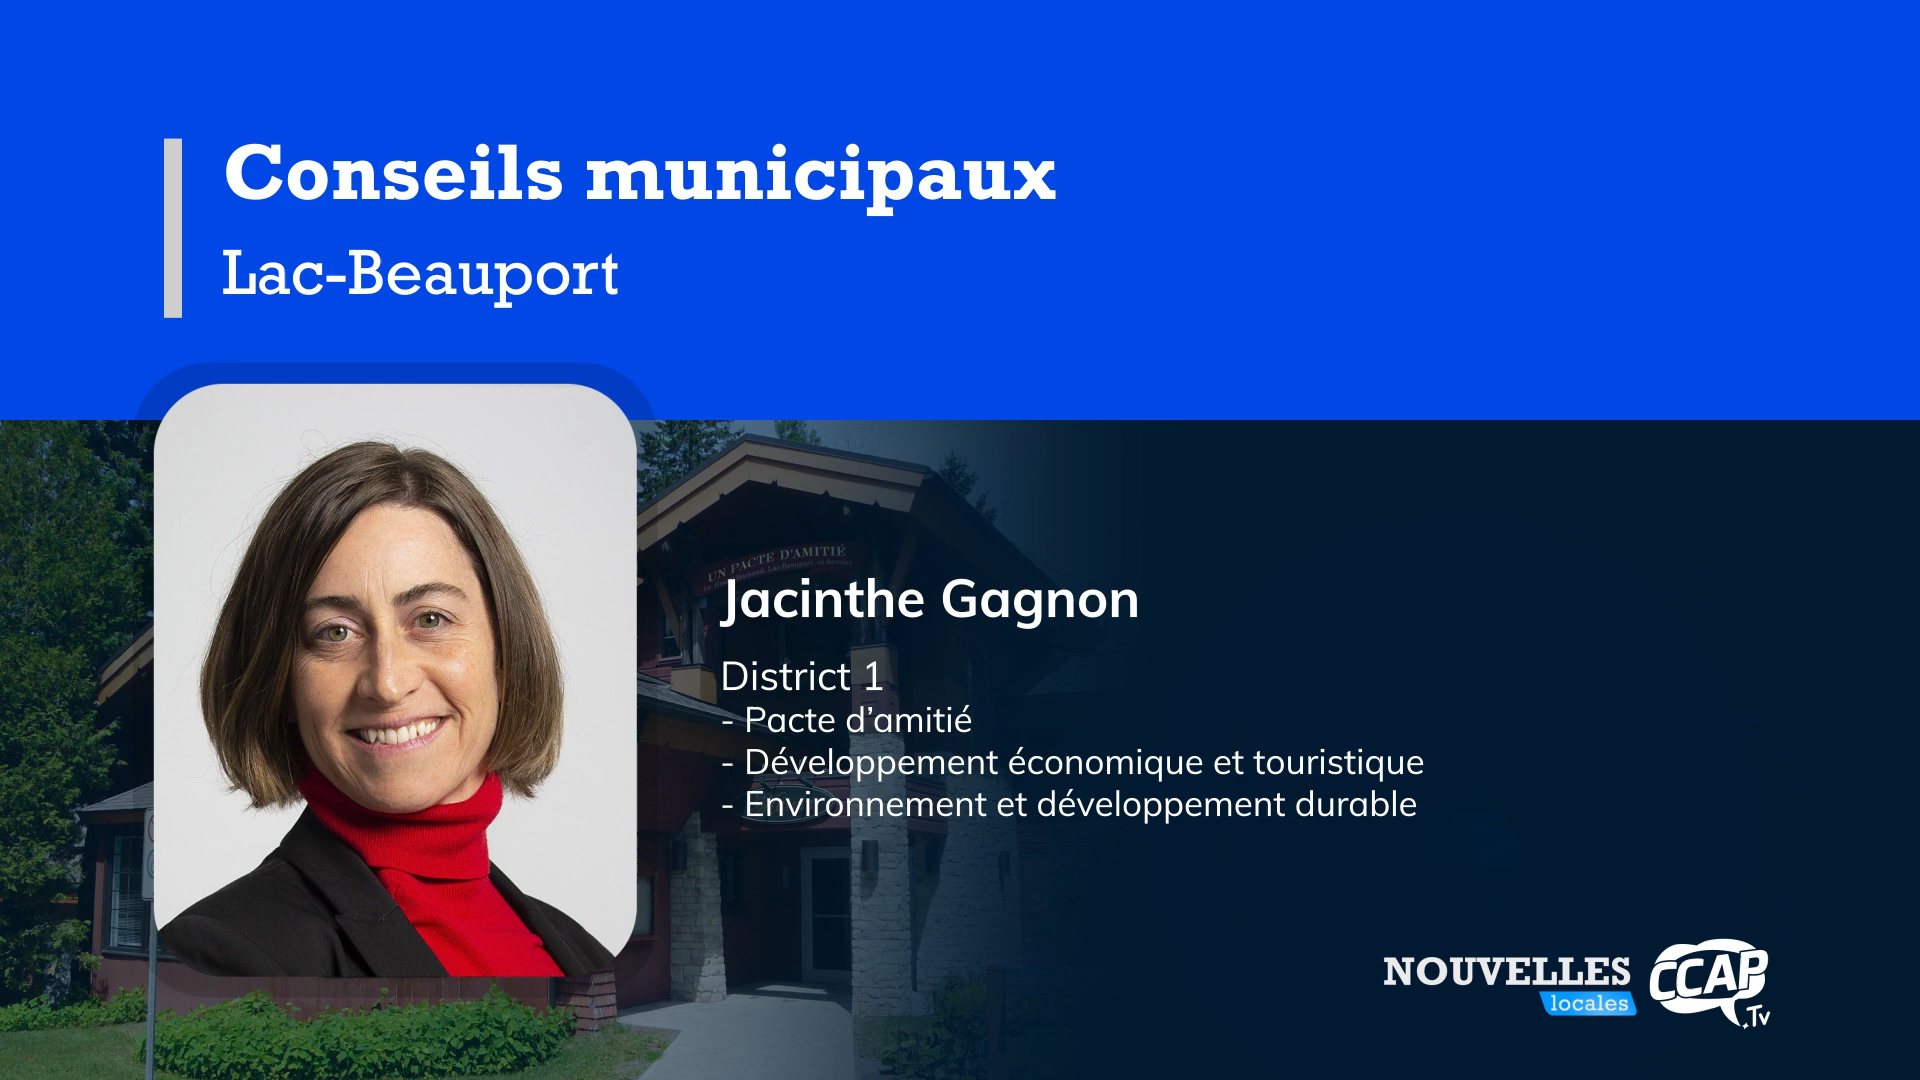 Conseils municipaux
Lac-Beauport
UN PACTE D'AMITIÉ
Jacinthe Gagnon
District 1
- Pacte d’amitié
- Développement économique et touristique
- Environnement et développement durable
NOUVELLES
locales
CCAP
.Tv